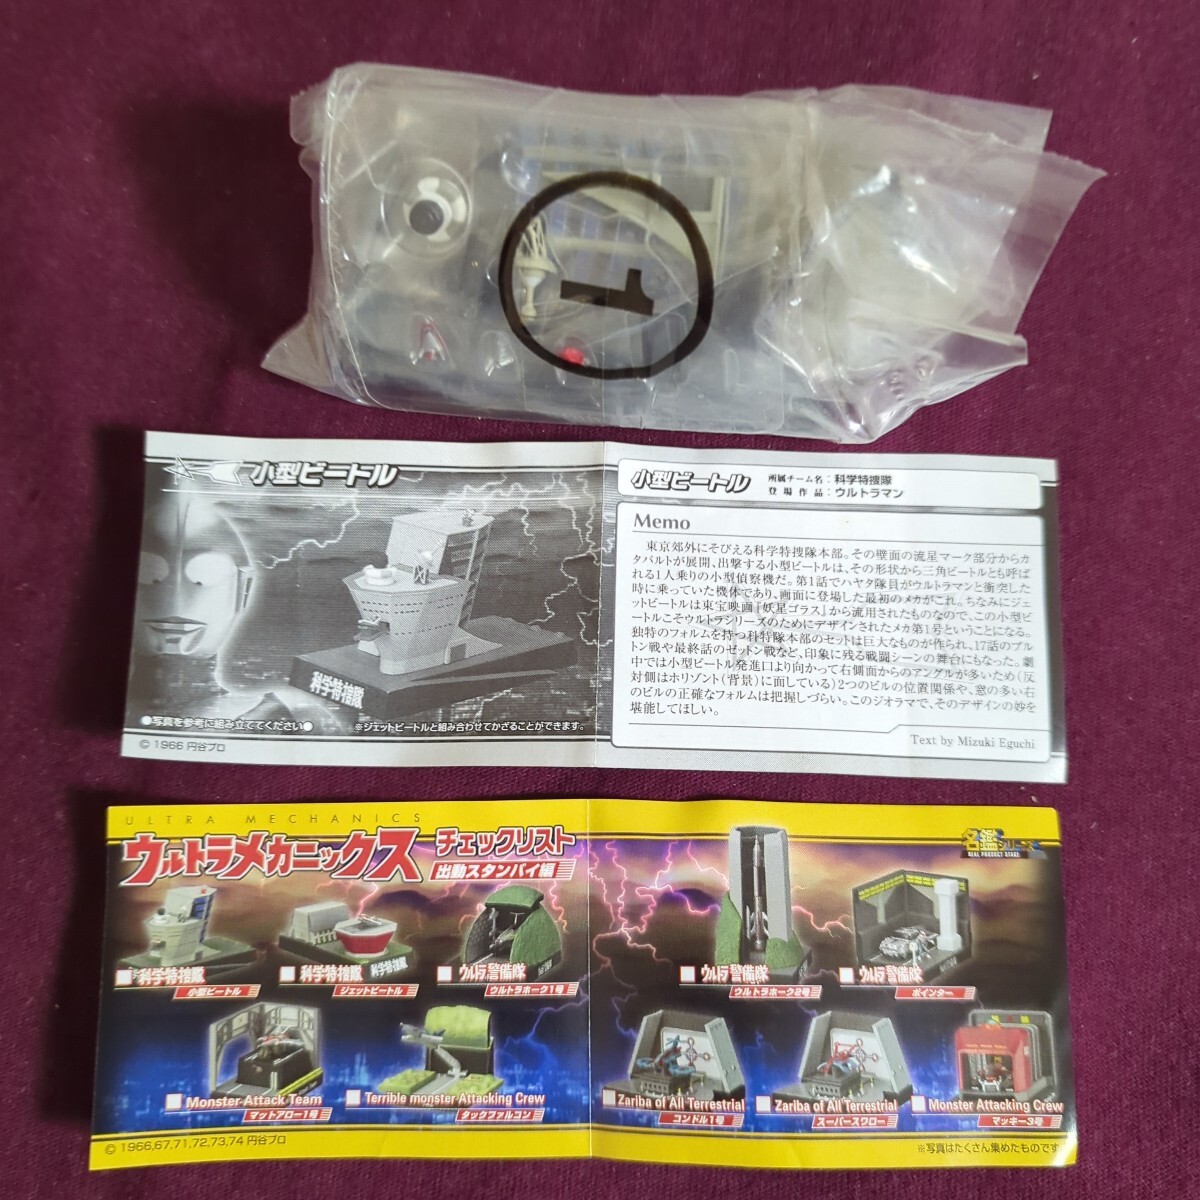 1
小型ビートル
科学特捜隊
●写真を参考に組み立ててください●
※ジェットビートルと組み合わせてかざることができます。
© 1966 円谷プロ
小型ビートル
所属チーム名：科学特捜隊
登場作品：ウルトラマン
Memo
東京郊外にそびえる科学特捜隊本部。その壁面の流星マーク部分からカ
タパルトが展開、出撃する小型ビートルは、その形状から三角ビートルとも呼ば
れる1人乗りの小型偵察機だ。第1話でハヤタ隊員がウルトラマンと衝突した
時に乗っていた機体であり、画面に登場した最初のメカがこれ。ちなみにジェ
ットビートルは東宝映画『妖星ゴラス』から流用されたものなので、この小型ビ
ートルこそウルトラシリーズのためにデザインされたメカ第1号ということになる。
独特のフォルムを持つ科特隊本部のセットは巨大なものが作られ、17話のブル
トン戦や最終話のゼットン戦など、印象に残る戦闘シーンの舞台にもなった。劇
中では小型ビートル発進口より向かって右側面からのアングルが多いため（反
対側はホリゾント（背景）に面している）2つのビルの位置関係や、窓の多い右
のビルの正確なフォルムは把握しづらい。このジオラマで、そのデザインの妙を
堪能してほしい。
Text by Mizuki Eguchi
ULTRA MECHANICS
ウルトラメカニックス
チェックリスト
出動スタンバイ編
名鑑シリーズ
REAL PRODUCT STAGE
科学特捜隊
小型ビートル
科学特捜隊
ジェットビートル
科学特捜隊
ウルトラ警備隊
ウルトラホーク1号
ウルトラ警備隊
ウルトラホーク2号
ウルトラ警備隊
ポインター
Monster Attack Team
マットアロー1号
Terrible monster Attacking Crew
タックファルコン
Zariba of All Terrestrial
コンドル1号
Zariba of All Terrestrial
スーパースワロー
Monster Attacking Crew
マッキー3号
© 1966,67,71,72,73,74 円谷プロ
※写真はたくさん集めたものです